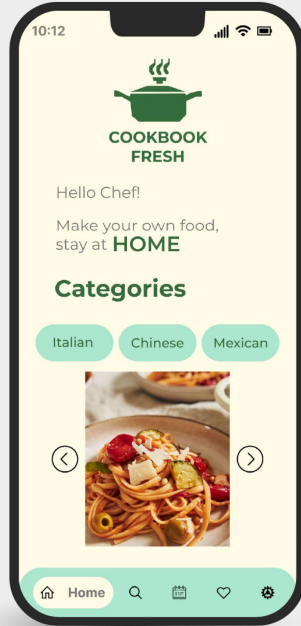 10:12
COOKBOOK
FRESH
Hello Chef!
Make your own food,
stay at HOME
Categories
Italian Chinese Mexican
Home